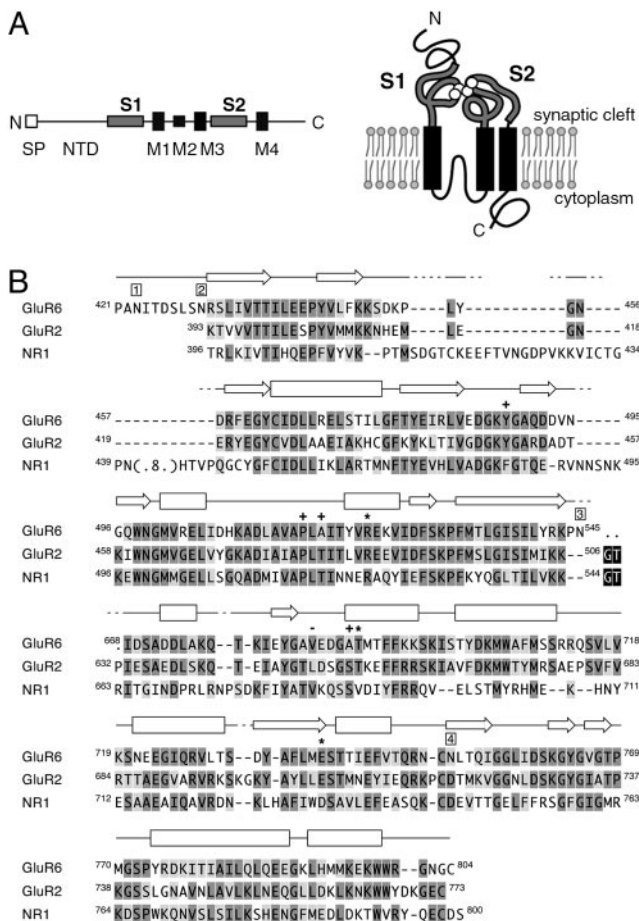 A
N
S1
S2
C
SP
NTD
M1
M2
M3
M4
N
S1
S2
synaptic cleft
cytoplasm
C
B
1 2
GluR6 421 PANITDSLSNRSLIVTTILEEPYVLFKKSDKP----LY-------GN----- 456
GluR2 393 KTVVVTTILESPYVMMKKNHEM----LE-------GN----- 418
NR1 396 TRLKIVTIHQEPFVYVK--PTMSDGTCKEEFTVNGDPVKKVICTG 434
+
GluR6 457 -----------DRFEGYCIDLLRELSTILGFTYEIRLVEDGKYGAQDDVN---- 495
GluR2 419 -----------ERYEGYCVDLAAEIAKHCGFKYKLTIVGDGKYGARDADT---- 457
NR1 439 PN(.8.)HTVPQGCYGFCIDLLIKLARTMNFTYEVHLVADGKFGTQE-RVNNSNK 495
+ + * 3
GluR6 496 GQWNGMVRELIDHKADLAVAPLAITYVREKVIDFSKPFMTLGISILYRKPN 545 ..
GluR2 458 KIWNGMVGELVYGKADIAIAPLTITLVREEVIDFSKPFMSLGISIMIKK-- 506 GT
NR1 496 KEWNGMMGELLSGQADMIVAPLTINNERAQYIEFSKPFKYQGLTILVKK-- 544 GT
- + *
GluR6 668 .IDSADDLAKQ--T-KIEYGAVEDGATMTFFKKSKISTYDKMWAFMSSRRQSVLV 718
GluR2 632 PIESAEDLSKQ--T-EIAYGTLDSGSTKEFFRRSKIAVFDKMWTYMRSAEPSVFV 683
NR1 663 RITGINDPRLRNPSDKFIYATVKQSSVDIYFRRQV--ELSTMYRHME--K--HNY 711
* 4
GluR6 719 KSNEEGIQRVLTS--DY-AFLMESTTIEFVTQRN-CNLTQIGGLIDSKGYGVGTP 769
GluR2 684 RTTAEGVARVRKSKGKY-AYLLESTMNEYIEQRKPCDTMKVGGNLDSKGYGIATP 737
NR1 712 ESAAEAIQAVRDN--KLHAFIWDSAVLEFEASQK-CDEVTTGELFFRSGFGIGMR 763
GluR6 770 MGSPYRDKITIAILQLQEEGKLHMMKEKWWR--GNGC 804
GluR2 738 KGSSLGNAVNLAVLKLNEQGLLDKLKNKWWYDKGEC 773
NR1 764 KDSPWKQNVSLSILKSHENGFMEDLDKTWVRY-QECDS 800